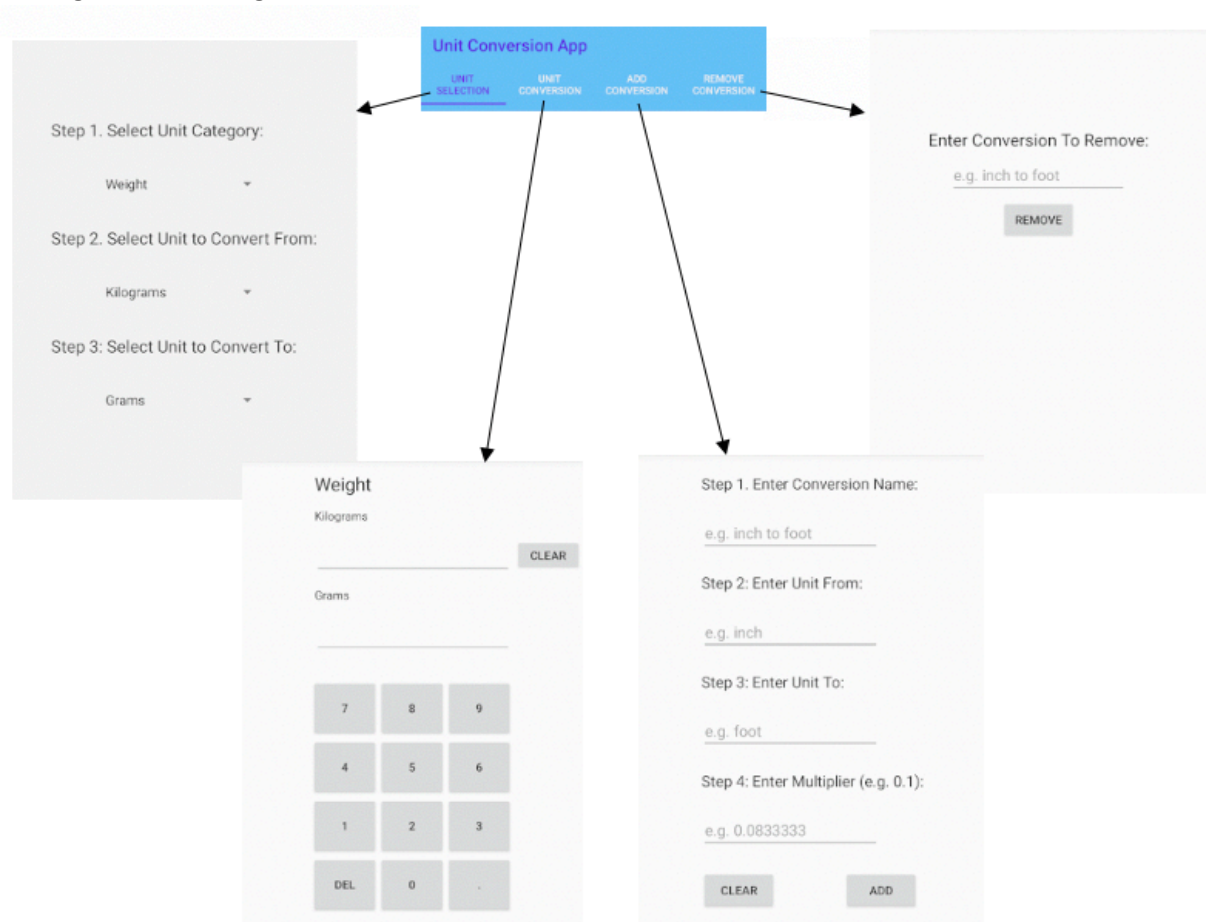 Unit Conversion App
UNIT SELECTION
UNIT CONVERSION
ADD CONVERSION
REMOVE CONVERSION
Step 1. Select Unit Category:
Weight
Step 2. Select Unit to Convert From:
Kilograms
Step 3: Select Unit to Convert To:
Grams
Enter Conversion To Remove:
e.g. inch to foot
REMOVE
Weight
Kilograms
CLEAR
Grams
7 8 9
4 5 6
1 2 3
DEL 0 .
Step 1. Enter Conversion Name:
e.g. inch to foot
Step 2: Enter Unit From:
e.g. inch
Step 3: Enter Unit To:
e.g. foot
Step 4: Enter Multiplier (e.g. 0.1):
e.g. 0.0833333
CLEAR ADD